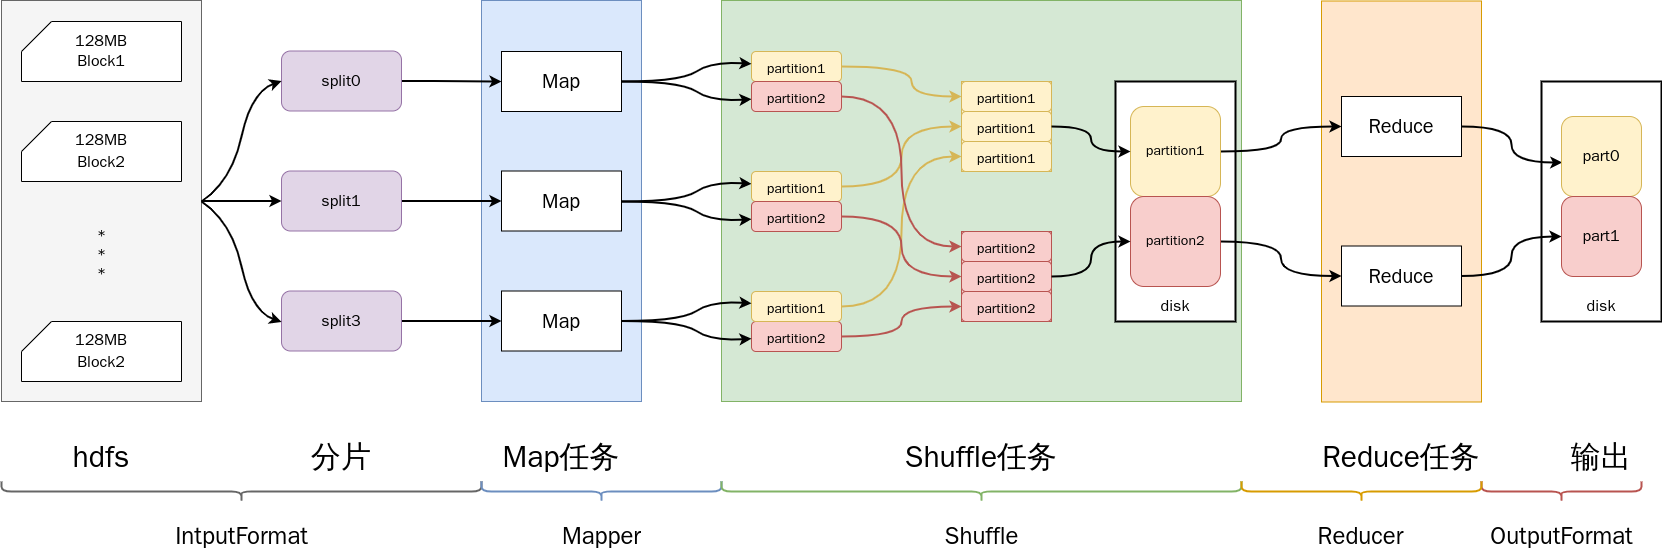 128MB
Block1
128MB
Block2
*
*
*
128MB
Block2
split0
split1
split3
Map
Map
Map
partition1
partition2
partition1
partition2
partition1
partition2
partition1
partition1
partition1
partition2
partition2
partition2
partition1
partition2
disk
Reduce
Reduce
part0
part1
disk
hdfs
分片
Map任务
Shuffle任务
Reduce任务
输出
IntputFormat
Mapper
Shuffle
Reducer
OutputFormat